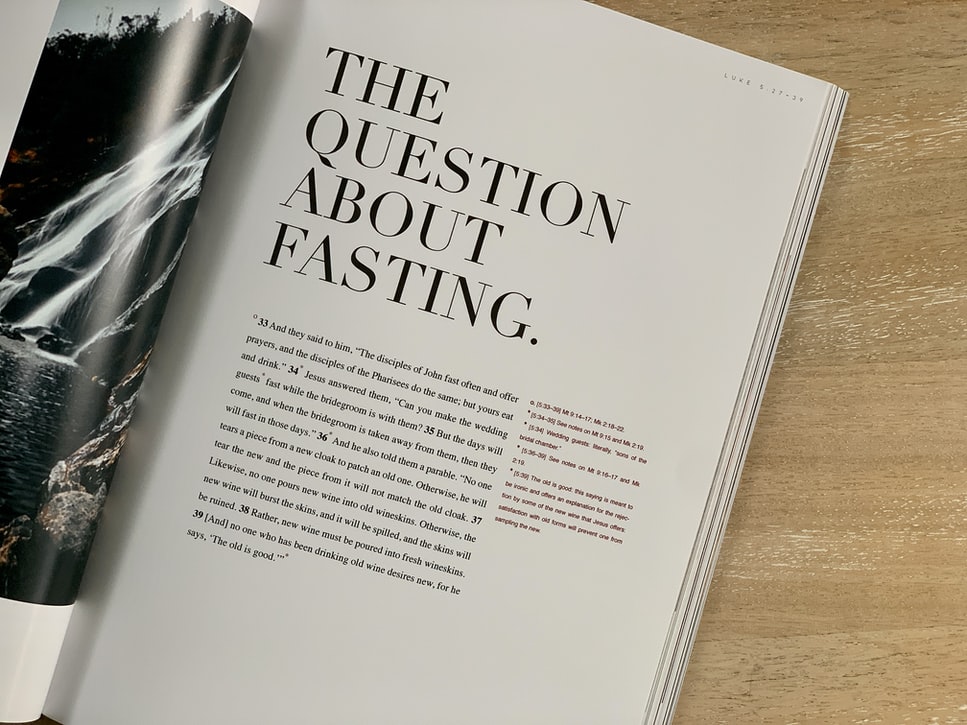 LUKE 5:27–39
THE
QUESTION
ABOUT
FASTING.
o 33 And they said to him, “The disciples of John fast often and offer
prayers, and the disciples of the Pharisees do the same; but yours eat
and drink.” 34* Jesus answered them, “Can you make the wedding
guests* fast while the bridegroom is with them? 35 But the days will
come, and when the bridegroom is taken away from them, then they
will fast in those days.” 36* And he also told them a parable. “No one
tears a piece from a new cloak to patch an old one. Otherwise, he will
tear the new and the piece from it will not match the old cloak. 37
Likewise, no one pours new wine into old wineskins. Otherwise, the
new wine will burst the skins, and it will be spilled, and the skins will
be ruined. 38 Rather, new wine must be poured into fresh wineskins.
39 [And] no one who has been drinking old wine desires new, for he
says, ‘The old is good.’”*
o. [5:33–39] Mt 9:14–17; Mk 2:18–22.
* [5:34–35] See notes on Mt 9:15 and Mk 2:19.
* [5:34] Wedding guests: literally, “sons of the
bridal chamber.”
* [5:36–39] See notes on Mt 9:16–17 and Mk
2:19.
* [5:39] The old is good: this saying is meant to
be ironic and offers an explanation for the rejec-
tion by some of the new wine that Jesus offers:
satisfaction with old forms will prevent one from
sampling the new.